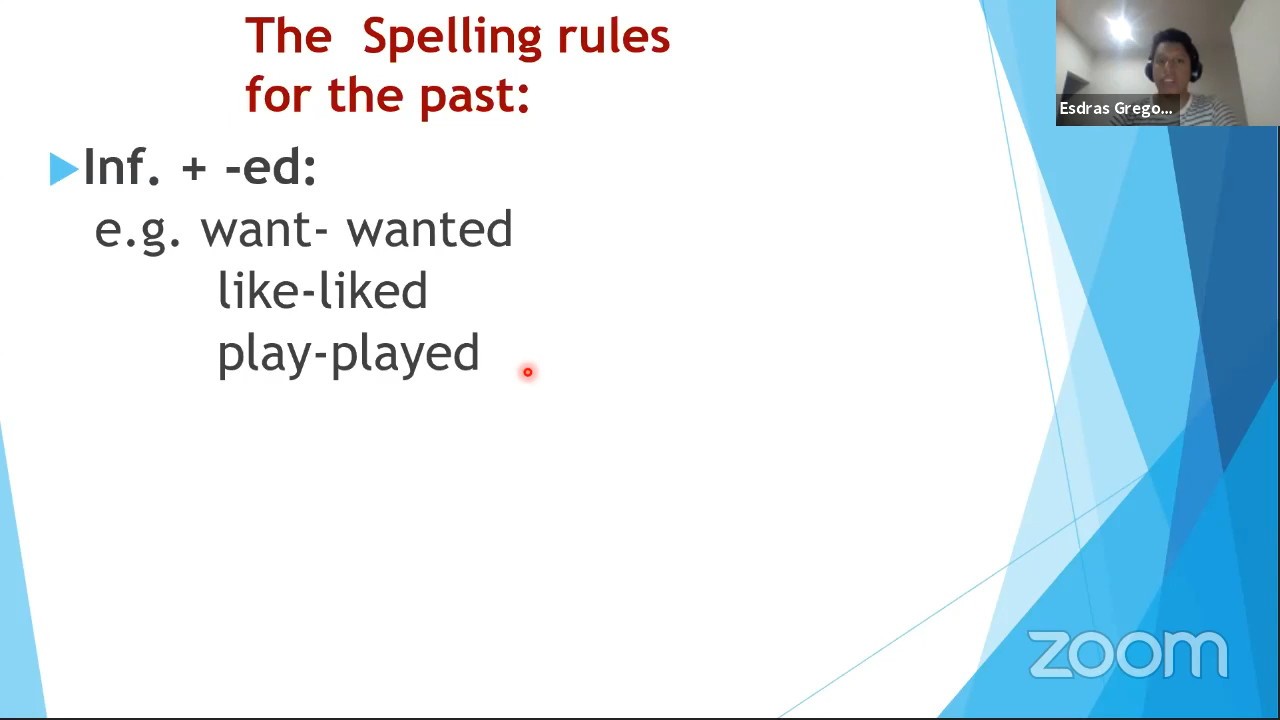 The Spelling rules
for the past:
Inf. + -ed:
e.g. want- wanted
like-liked
play-played
Esdras Grego...
zoom